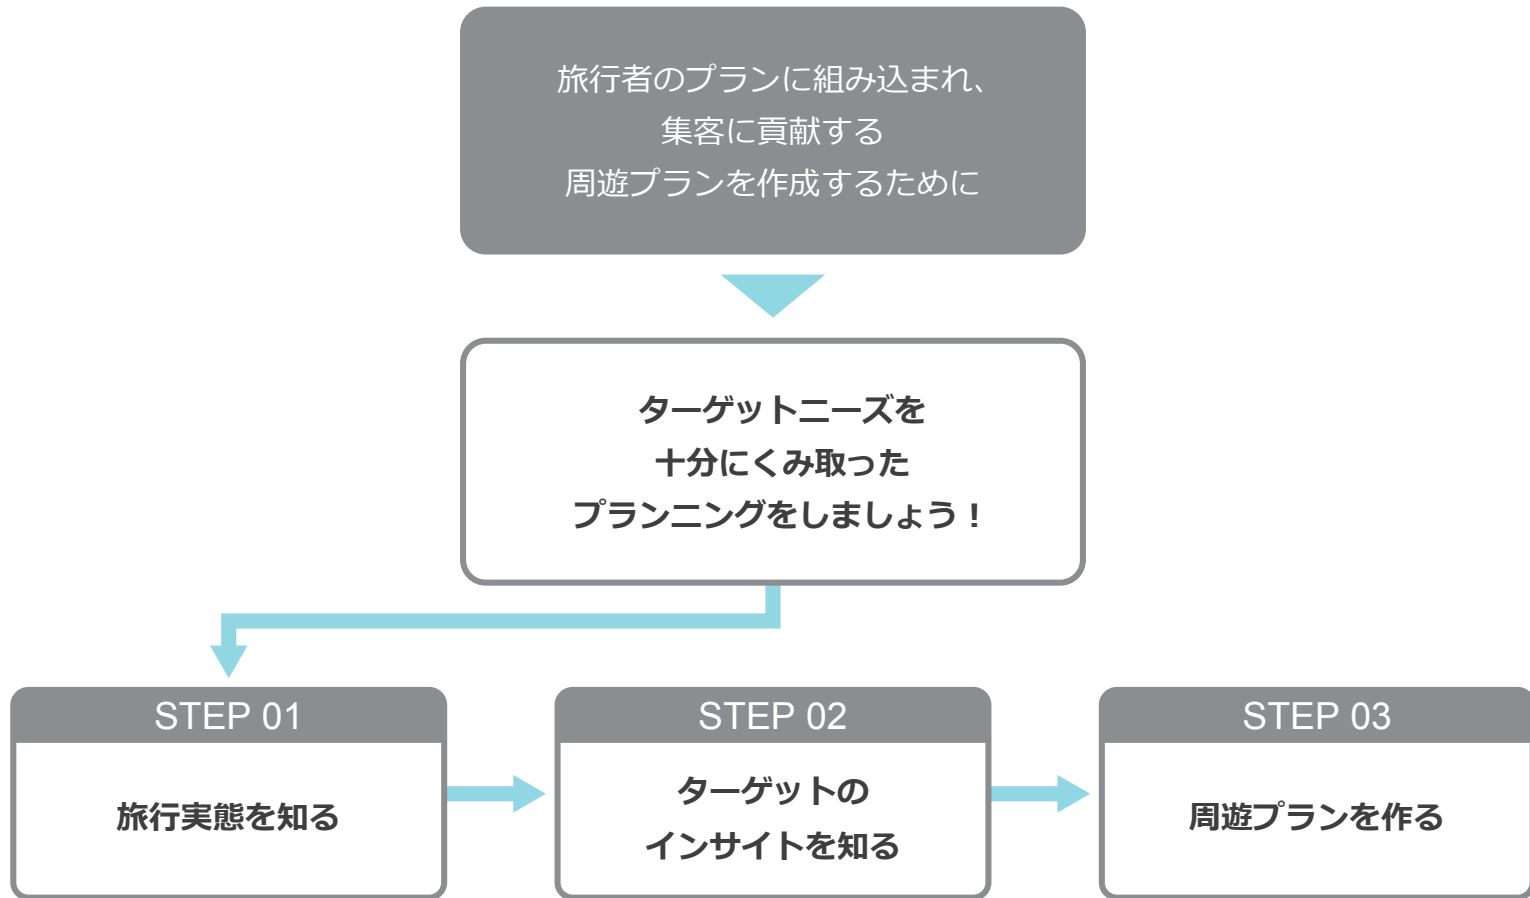 旅行者のプランに組み込まれ、
集客に貢献する
周遊プランを作成するために
ターゲットニーズを
十分にくみ取った
プランニングをしましょう！
STEP 01
旅行実態を知る
STEP 02
ターゲットの
インサイトを知る
STEP 03
周遊プランを作る